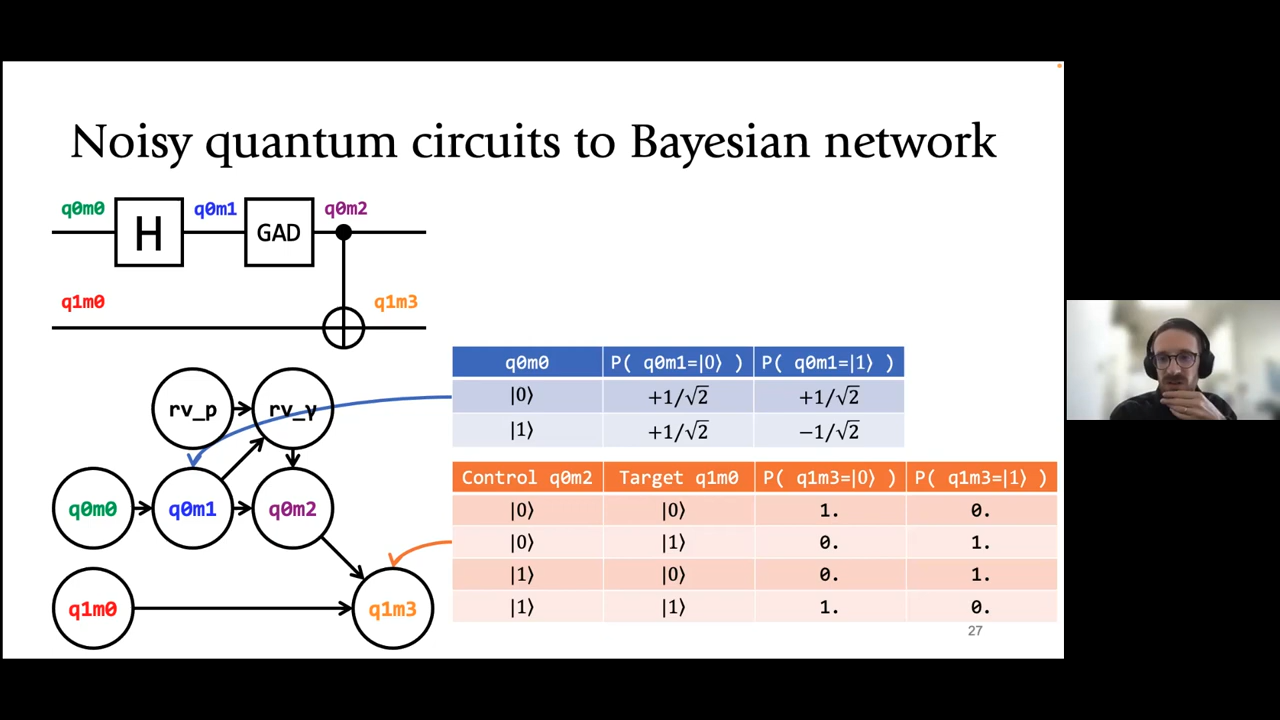 Noisy quantum circuits to Bayesian network
q0m0 q0m1 q0m2
H GAD
q1m0 q1m3
rv_p rv_γ
q0m0 q0m1 q0m2
q1m0 q1m3
q0m0 P( q0m1=|0⟩ ) P( q0m1=|1⟩ )
|0⟩ +1/√2 +1/√2
|1⟩ +1/√2 −1/√2
Control q0m2 Target q1m0 P( q1m3=|0⟩ ) P( q1m3=|1⟩ )
|0⟩ |0⟩ 1. 0.
|0⟩ |1⟩ 0. 1.
|1⟩ |0⟩ 0. 1.
|1⟩ |1⟩ 1. 0.
27